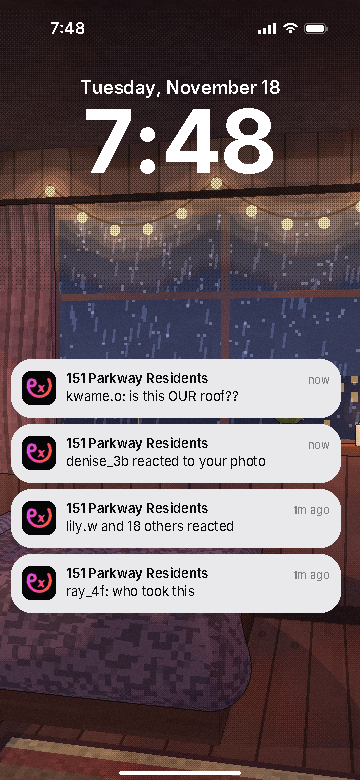 7:48
Tuesday, November 18
7:48
151 Parkway Residents
now
kwame.o: is this OUR roof??
151 Parkway Residents
now
denise_3b reacted to your photo
151 Parkway Residents
1m ago
lily.w and 18 others reacted
151 Parkway Residents
1m ago
ray_4f: who took this